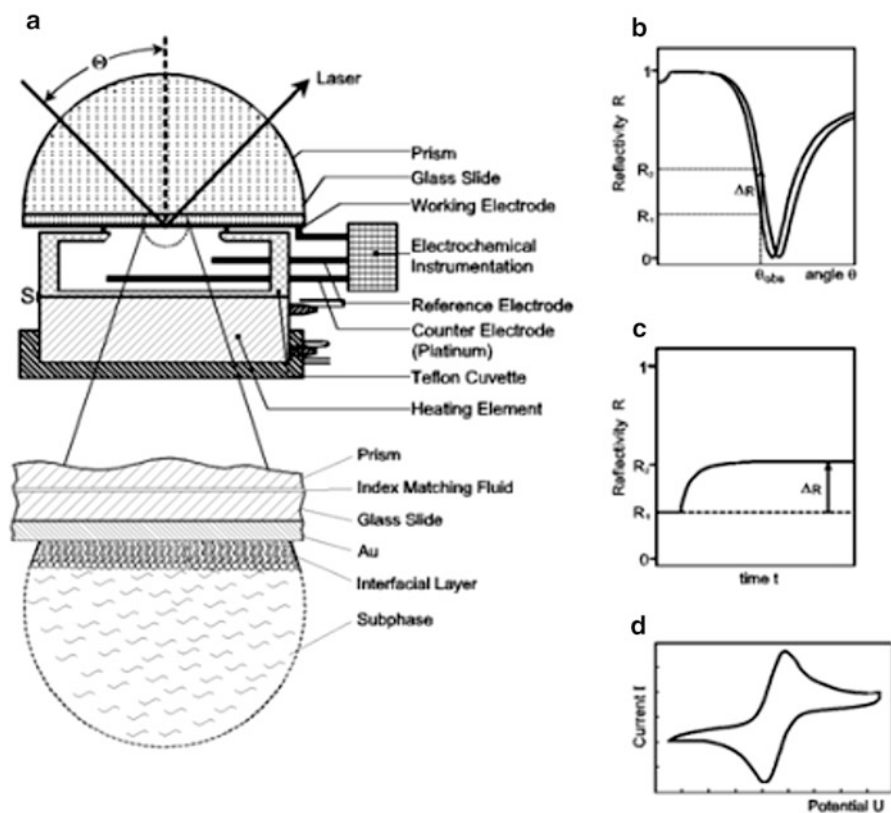 a
Θ
Laser
Prism
Glass Slide
Working Electrode
Electrochemical
Instrumentation
S
Reference Electrode
Counter Electrode
(Platinum)
Teflon Cuvette
Heating Element
Prism
Index Matching Fluid
Glass Slide
Au
Interfacial Layer
Subphase
b
Reflectivity R
1
R₂
ΔR
R₁
0
θobs
angle θ
c
Reflectivity R
1
R₂
ΔR
R₁
0
time t
d
Current I
Potential U